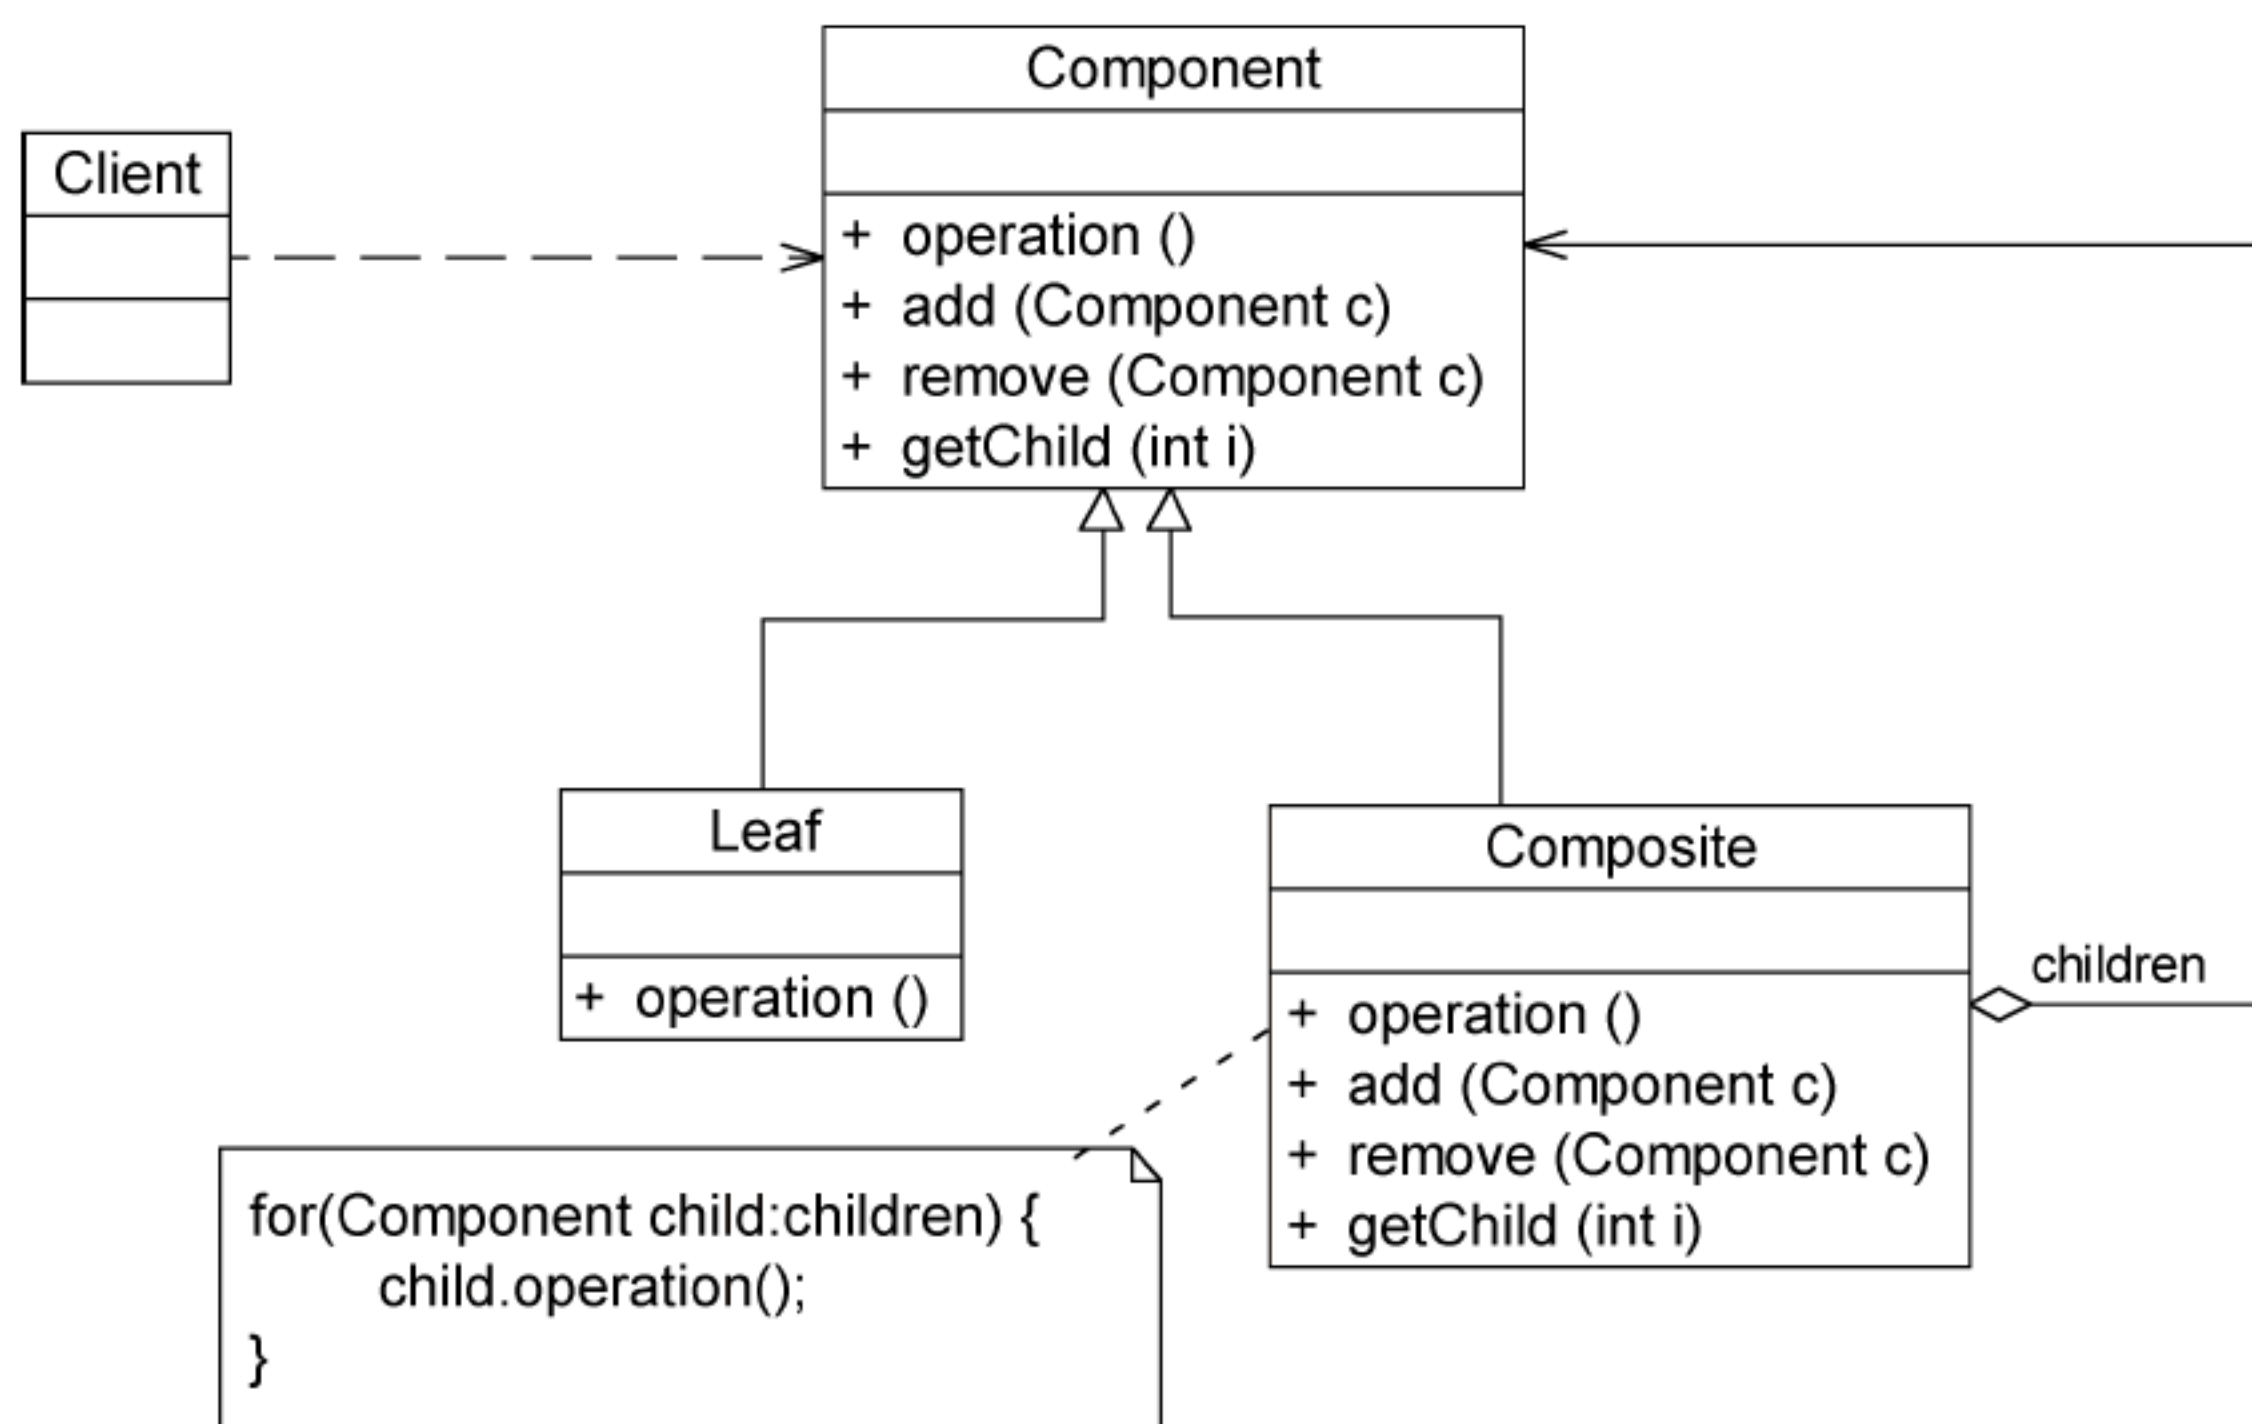 Component
Client
+ operation ()
+ add (Component c)
+ remove (Component c)
+ getChild (int i)
Leaf
+ operation ()
Composite
+ operation ()
+ add (Component c)
+ remove (Component c)
+ getChild (int i)
children
for(Component child:children) {
child.operation();
}